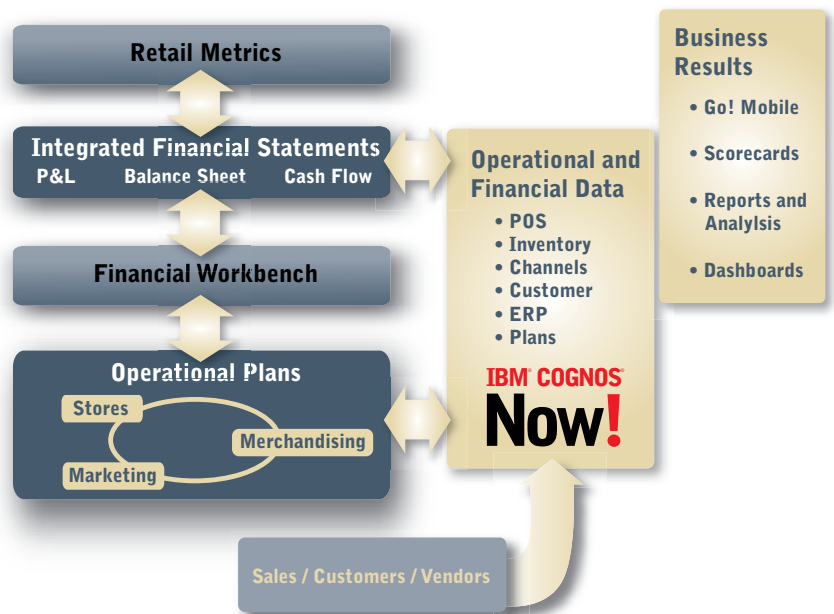 Retail Metrics
Integrated Financial Statements
P&L Balance Sheet Cash Flow
Financial Workbench
Operational Plans
Stores
Merchandising
Marketing
Operational and
Financial Data
• POS
• Inventory
• Channels
• Customer
• ERP
• Plans
IBM® COGNOS®
Now!
Sales / Customers / Vendors
Business
Results
• Go! Mobile
• Scorecards
• Reports and
Analylsis
• Dashboards